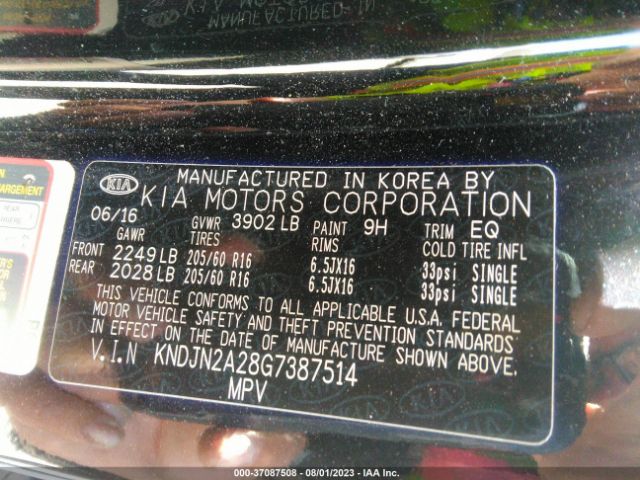 MANUFACTURED IN KOREA BY
KIA KIA MOTORS CORPORATION
06/16 GVWR 3902 LB PAINT 9H TRIM EQ
GAWR TIRES RIMS COLD TIRE INFL
FRONT 2249 LB 205/60 R16 6.5JX16 33psi SINGLE
REAR 2028 LB 205/60 R16 6.5JX16 33psi SINGLE
THIS VEHICLE CONFORMS TO ALL APPLICABLE U.S.A. FEDERAL
MOTOR VEHICLE SAFETY AND THEFT PREVENTION STANDARDS
IN EFFECT ON THE DATE OF MANUFACTURE SHOWN ABOVE.
V.I.N KNDJN2A28G7387514
MPV
000-37087508 - 08/01/2023 - IAA Inc.